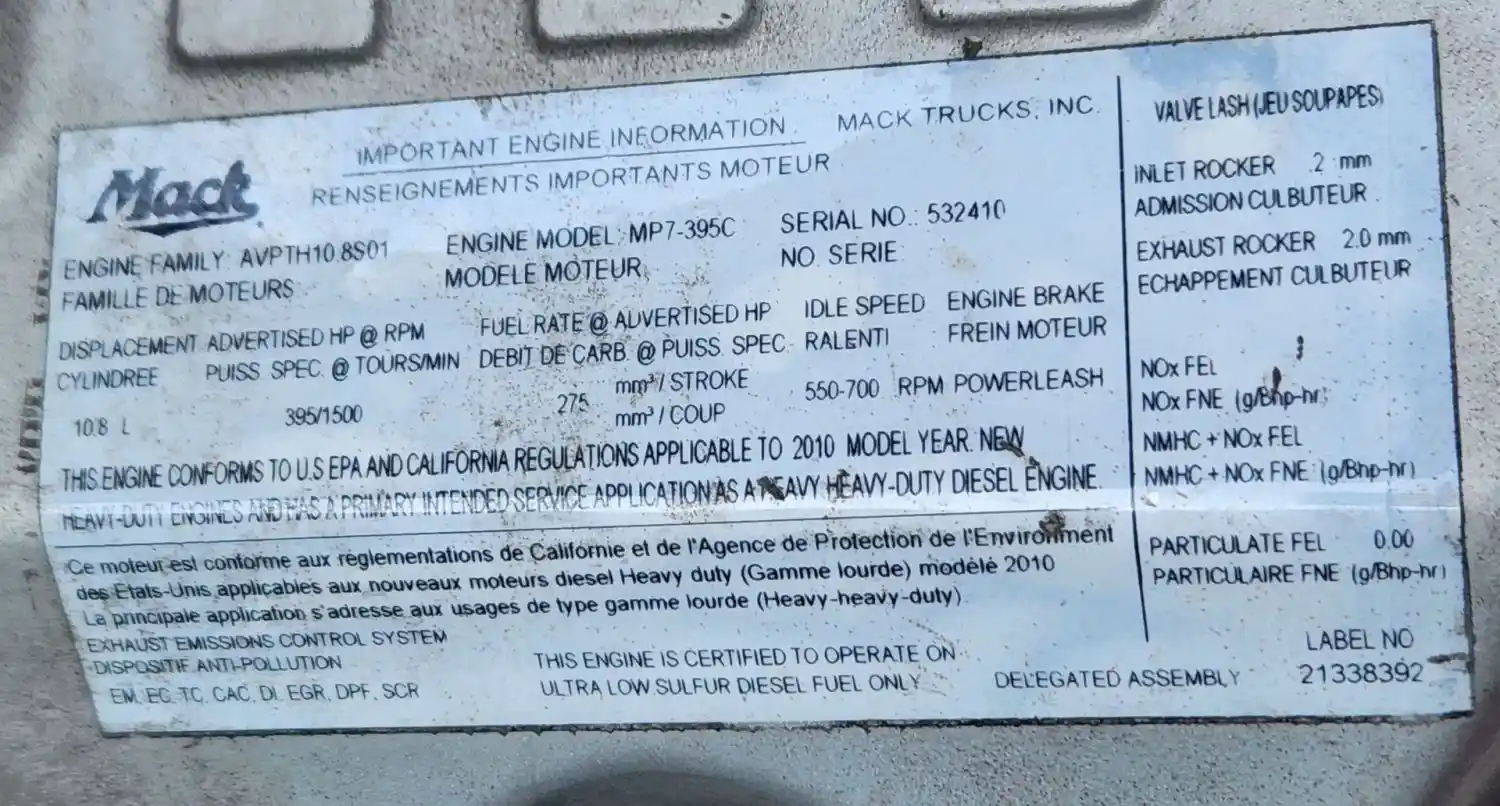 Mack
IMPORTANT ENGINE INFORMATION MACK TRUCKS, INC.
RENSEIGNEMENTS IMPORTANTS MOTEUR
ENGINE FAMILY: AVPTH10.8S01 ENGINE MODEL: MP7-395C SERIAL NO.: 532410
FAMILLE DE MOTEURS MODELE MOTEUR NO. SERIE
DISPLACEMENT ADVERTISED HP @ RPM FUEL RATE @ ADVERTISED HP IDLE SPEED ENGINE BRAKE
CYLINDREE PUISS SPEC. @ TOURS/MIN DEBIT DE CARB. @ PUISS. SPEC. RALENTI FREIN MOTEUR
10.8 L 395/1500 275 mm³ / STROKE 550-700 RPM POWERLEASH
mm³ / COUP
THIS ENGINE CONFORMS TO U.S EPA AND CALIFORNIA REGULATIONS APPLICABLE TO 2010 MODEL YEAR. NEW
HEAVY-DUTY ENGINES AND HAS A PRIMARY INTENDED SERVICE APPLICATION AS A HEAVY HEAVY-DUTY DIESEL ENGINE.
Ce moteur est conforme aux réglementations de Californie et de l'Agence de Protection de l'Environment
des Etats-Unis applicables aux nouveaux moteurs diesel Heavy duty (Gamme lourde) modèlé 2010
La principale application s'adresse aux usages de type gamme lourde (Heavy-heavy-duty)
EXHAUST EMISSIONS CONTROL SYSTEM
DISPOSITIF ANTI-POLLUTION
EM, EC, TC, CAC, DI, EGR, DPF, SCR
THIS ENGINE IS CERTIFIED TO OPERATE ON
ULTRA LOW SULFUR DIESEL FUEL ONLY
DELEGATED ASSEMBLY
VALVE LASH (JEU SOUPAPES)
INLET ROCKER .2 mm
ADMISSION CULBUTEUR
EXHAUST ROCKER 2.0 mm
ECHAPPEMENT CULBUTEUR
NOx FEL
NOx FNE (g/Bhp-hr)
NMHC + NOx FEL
NMHC + NOx FNE: (g/Bhp-hr)
PARTICULATE FEL 0.00
PARTICULAIRE FNE (g/Bhp-hr)
LABEL NO
21338392